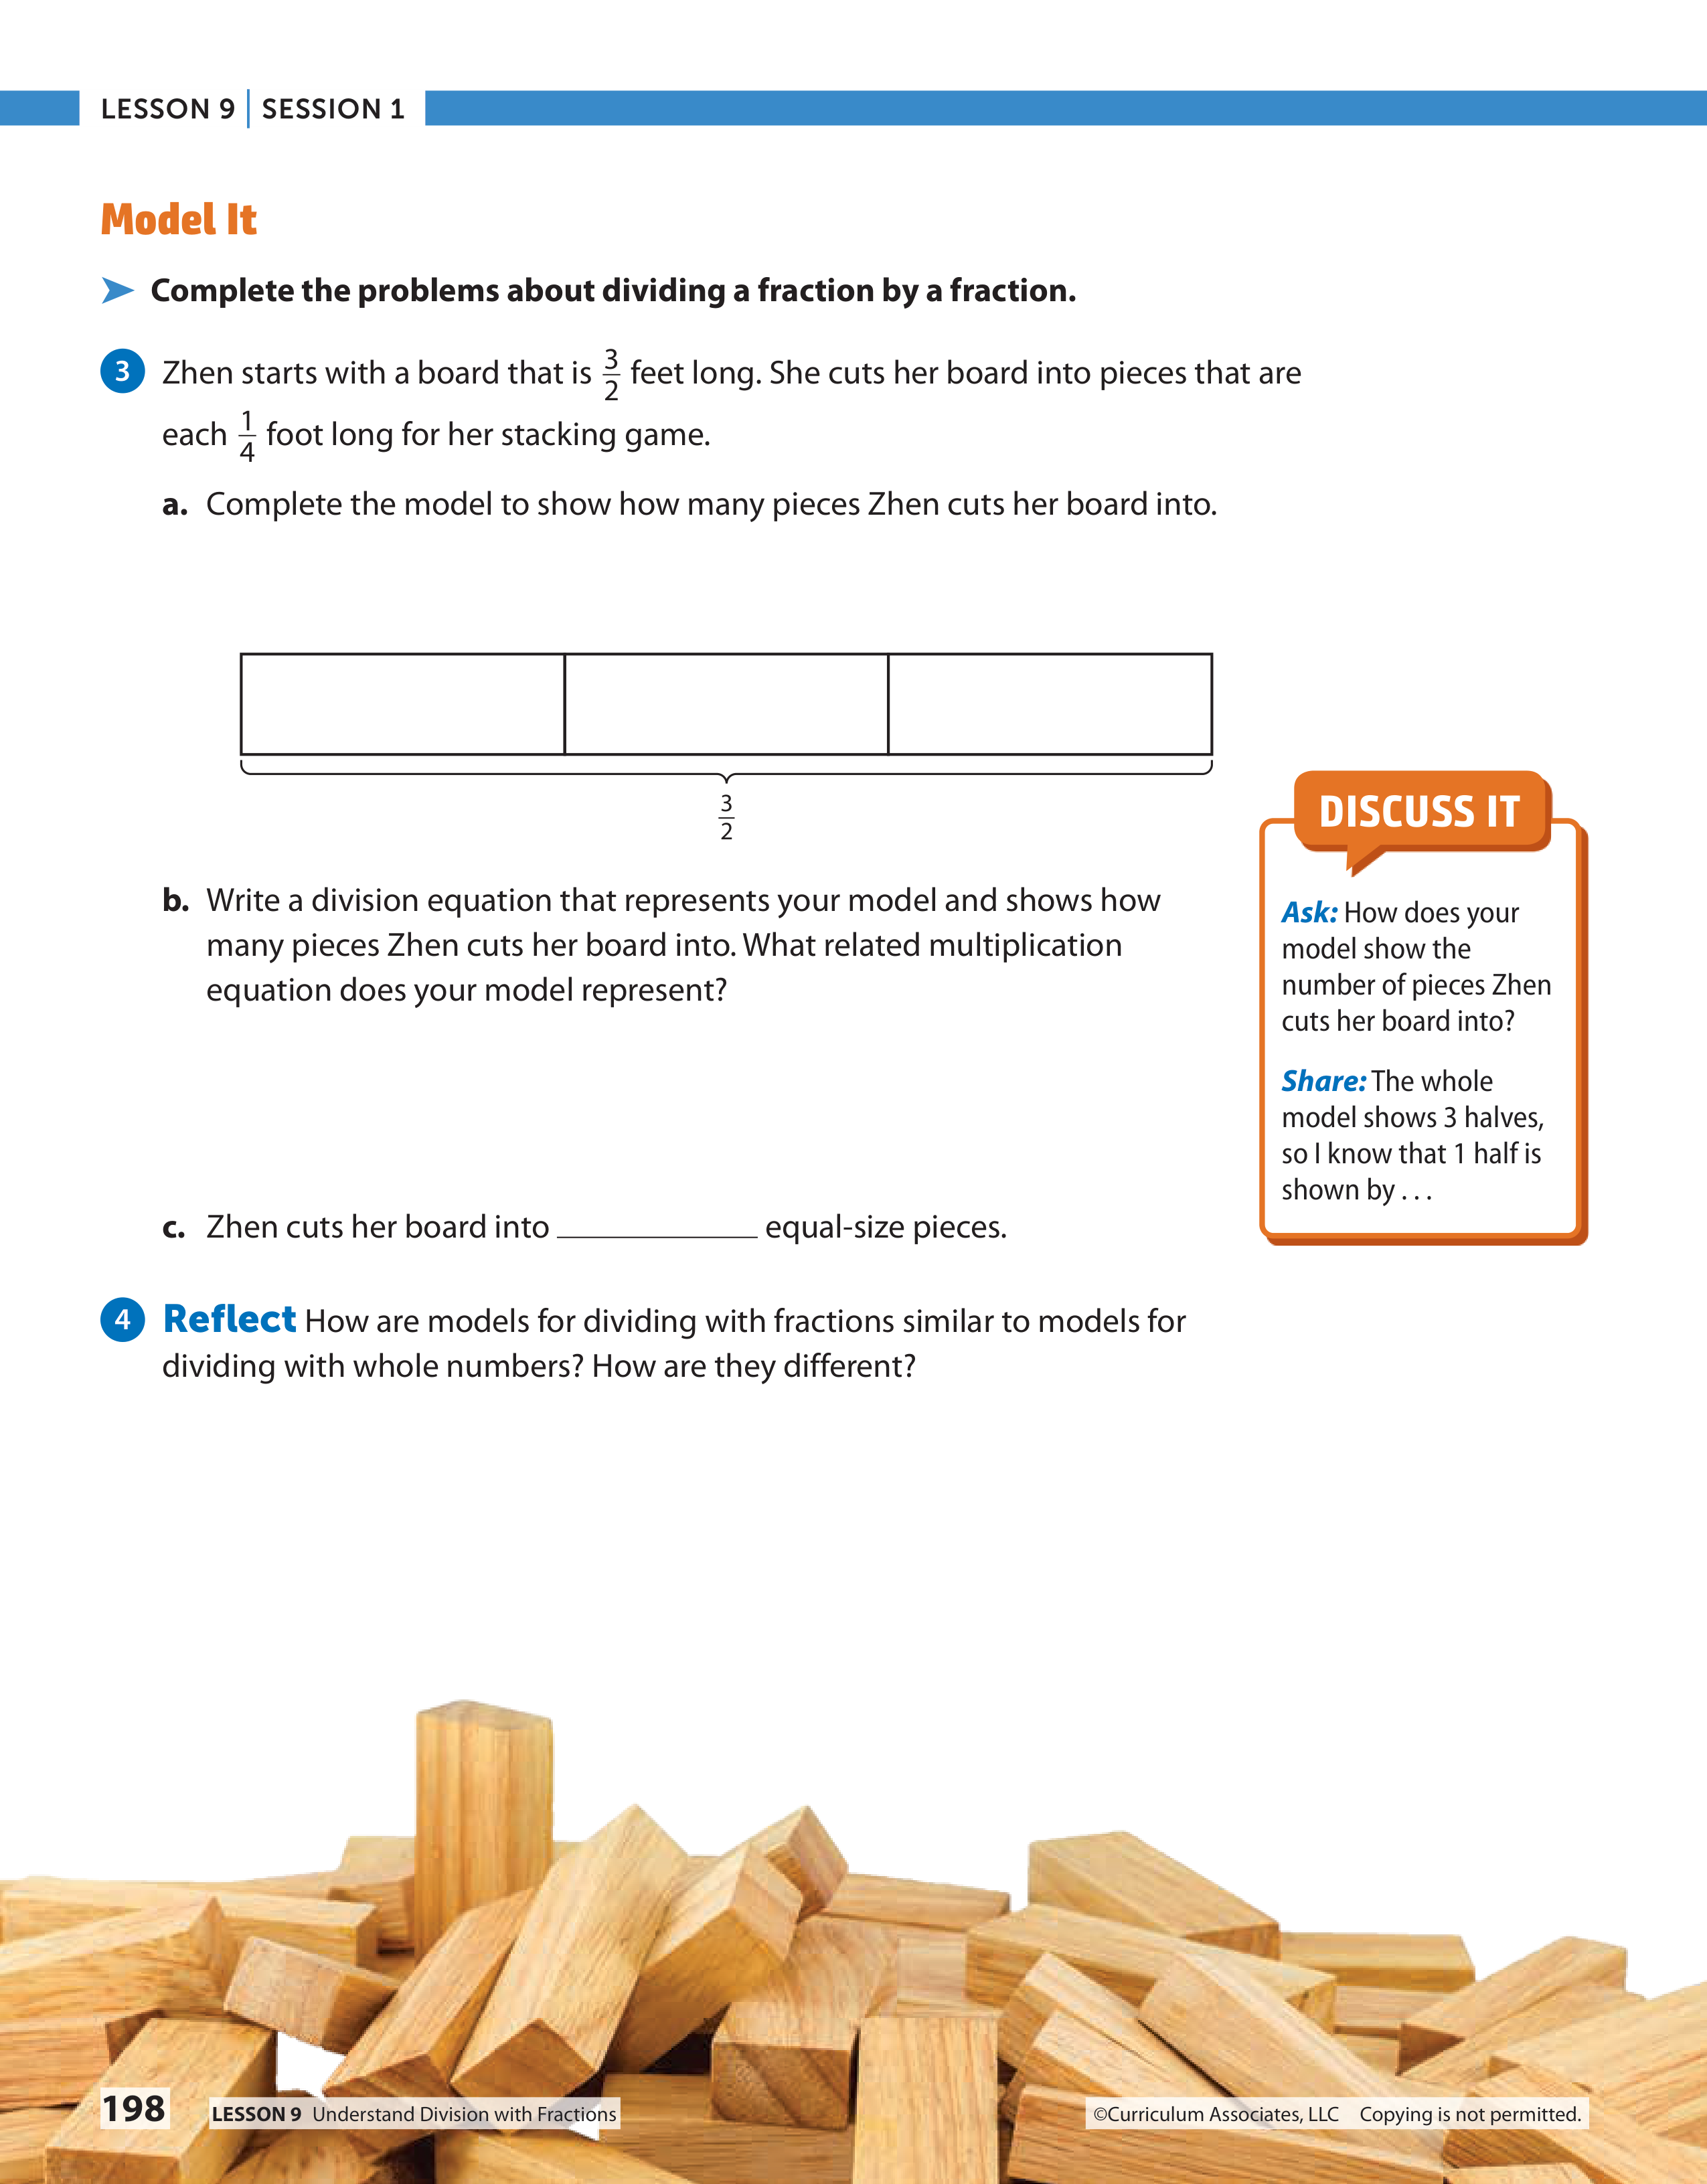 LESSON 9 | SESSION 1
Model It
Complete the problems about dividing a fraction by a fraction.
3 Zhen starts with a board that is 3/2 feet long. She cuts her board into pieces that are
each 1/4 foot long for her stacking game.
a. Complete the model to show how many pieces Zhen cuts her board into.
3/2
b. Write a division equation that represents your model and shows how
many pieces Zhen cuts her board into. What related multiplication
equation does your model represent?
c. Zhen cuts her board into ____________ equal-size pieces.
DISCUSS IT
Ask: How does your
model show the
number of pieces Zhen
cuts her board into?
Share: The whole
model shows 3 halves,
so I know that 1 half is
shown by . . .
4 Reflect How are models for dividing with fractions similar to models for
dividing with whole numbers? How are they different?
198 LESSON 9 Understand Division with Fractions ©Curriculum Associates, LLC Copying is not permitted.